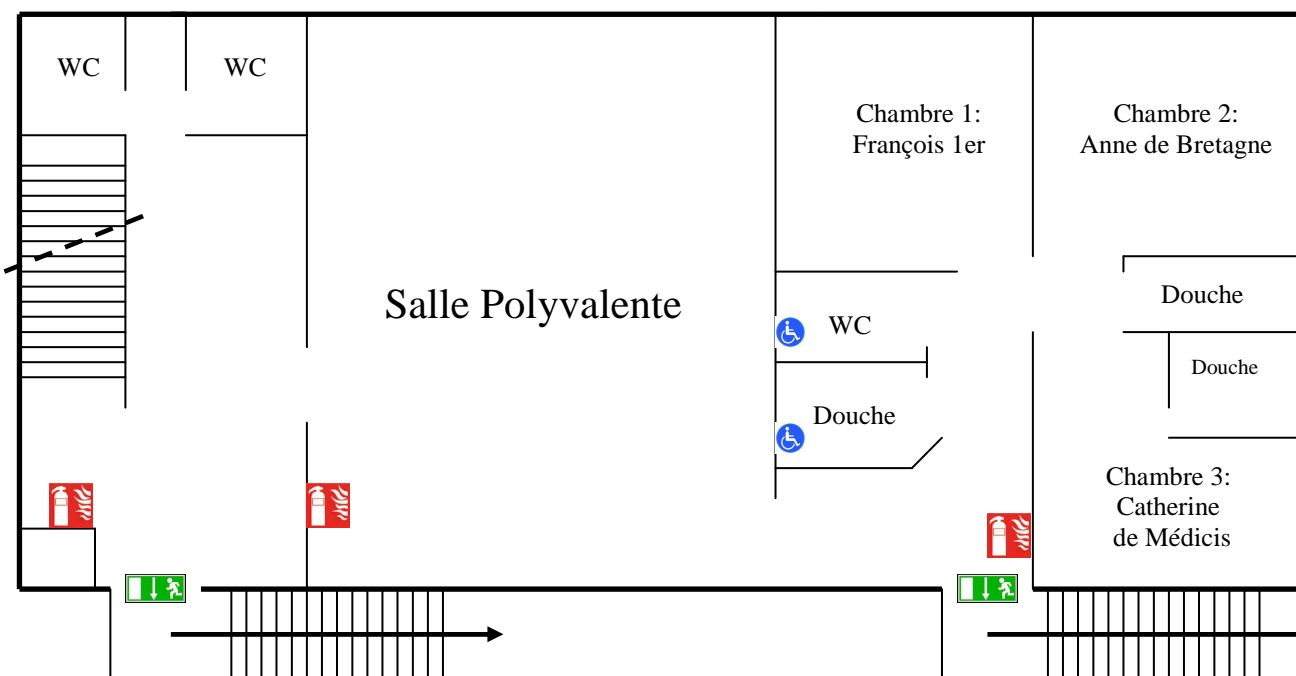 WC
WC
Chambre 1:
François 1er
Chambre 2:
Anne de Bretagne
Salle Polyvalente
WC
Douche
Douche
Douche
Chambre 3:
Catherine
de Médicis